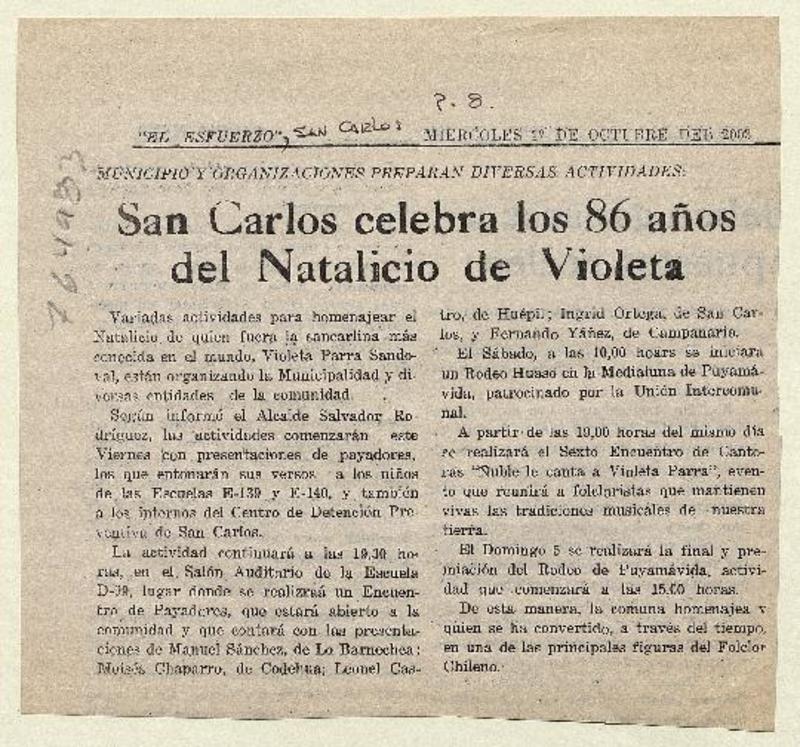 P. 8.
"EL ESFUERZO", SAN CARLOS MIERCOLES 1º DE OCTUBRE DEL 2003
764983
MUNICIPIO Y ORGANIZACIONES PREPARAN DIVERSAS ACTIVIDADES:
San Carlos celebra los 86 años
del Natalicio de Violeta
Variadas actividades para homenajear el
Natalicio de quien fuera la sancarlina más
conocida en el mundo, Violeta Parra Sando-
val, están organizando la Municipalidad y di-
versas entidades de la comunidad.
Según informó el Alcalde Salvador Ro-
dríguez, las actividades comenzarán este
Viernes con presentaciones de payadores,
los que entonarán sus versos a los niños
de las Escuelas E-139 y E-140, y también
a los internos del Centro de Detención Pre-
ventiva de San Carlos.
La actividad continuará a las 19,30 ho-
ras, en el Salón Auditorio de la Escuela
D-99, lugar donde se realizraá un Encuen-
tro de Payadores, que estará abierto a la
comunidad y que contará con las presenta-
ciones de Manuel Sánchez, de Lo Barnechea;
Moisés Chaparro, de Codehua; Leonel Cas-
tro, de Huépil; Ingrid Ortega, de San Car-
los, y Fernando Yáñez, de Campanario.
El Sábado, a las 10,00 hoars se iniciará
un Rodeo Huaso en la Medialuna de Puyamá-
vida, patrocinado por la Unión Intercomu-
nal.
A partir de las 19,00 horas del mismo día
se realizará el Sexto Encuentro de Canto-
ras "Ñuble le canta a Violeta Parra", even-
to que reunirá a folcloristas que mantienen
vivas las tradiciones musicales de nuestra
tierra.
El Domingo 5 se realizará la final y pre-
miación del Rodeo de Puyamávida, activi-
dad que comenzará a las 15.00 horas.
De esta manera, la comuna homenajea y
quien se ha convertido, a través del tiempo,
en una de las principales figuras del Folclor
Chileno.